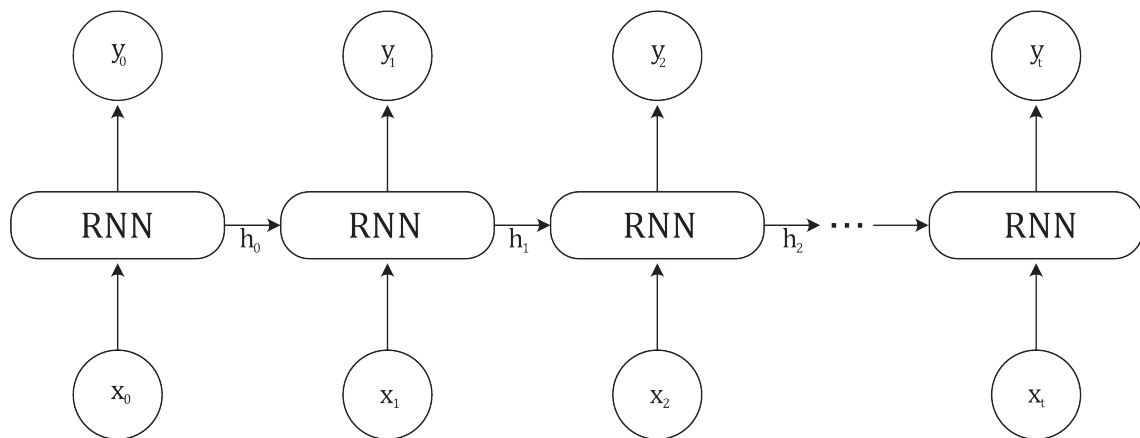 y₀ y₁ y₂ yₜ
RNN RNN RNN ... RNN
h₀ h₁ h₂
x₀ x₁ x₂ xₜ